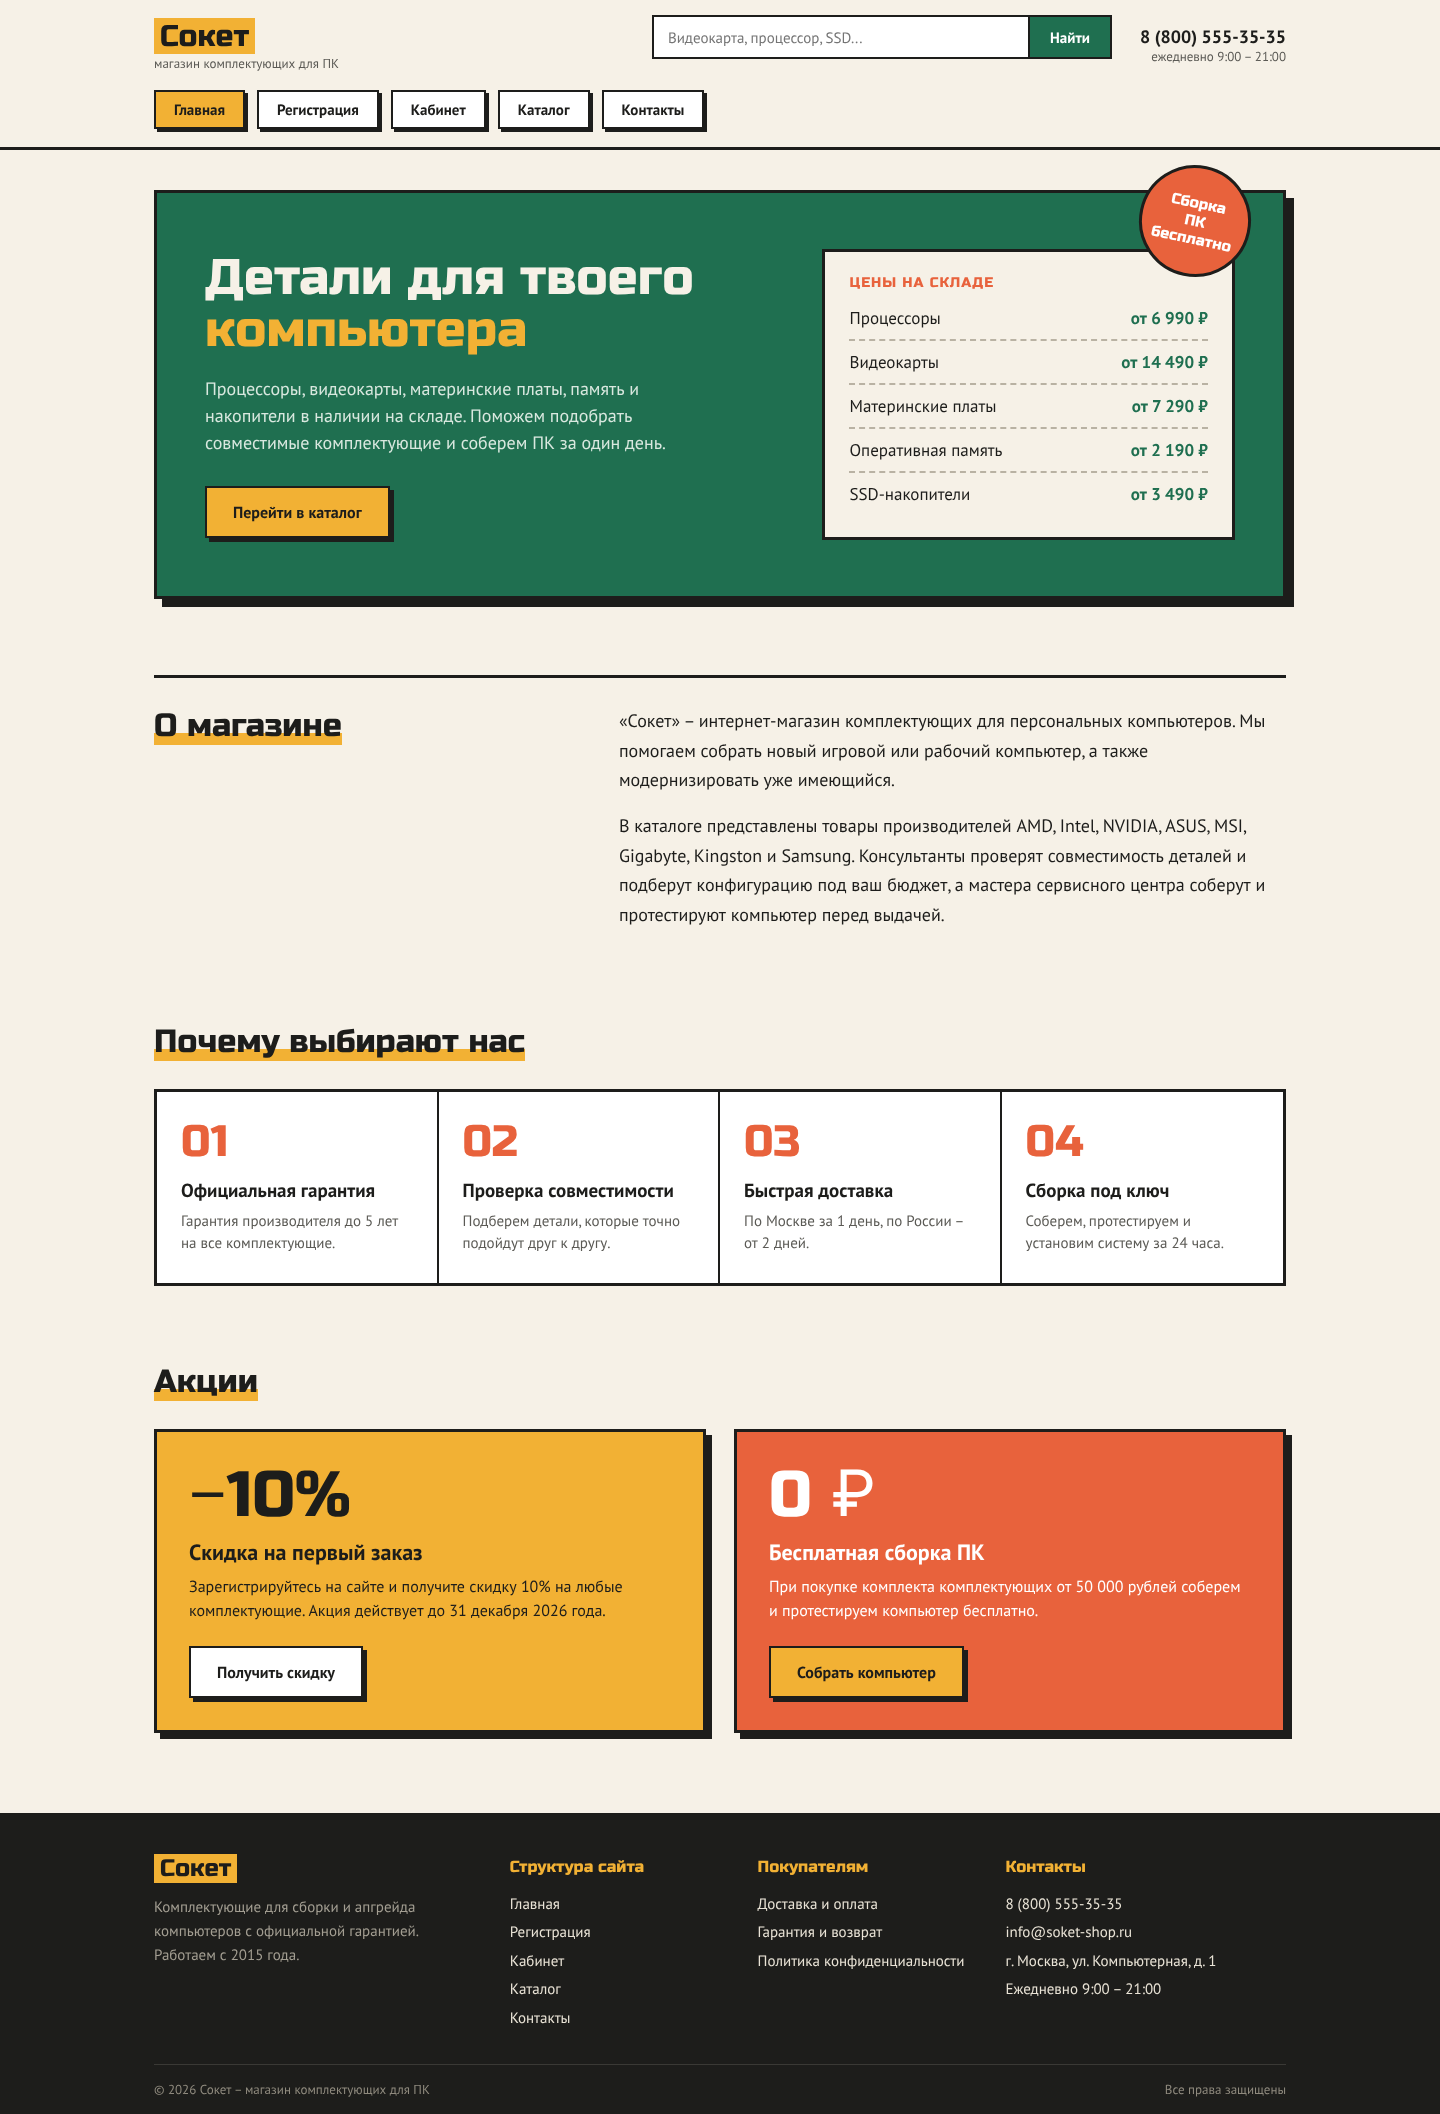 Сокет
магазин комплектующих для ПК
Видеокарта, процессор, SSD...
Найти
8 (800) 555-35-35
ежедневно 9:00 – 21:00
Главная
Регистрация
Кабинет
Каталог
Контакты
Сборка
ПК
бесплатно
Детали для твоего
компьютера
Процессоры, видеокарты, материнские платы, память и
накопители в наличии на складе. Поможем подобрать
совместимые комплектующие и соберем ПК за один день.
Перейти в каталог
ЦЕНЫ НА СКЛАДЕ
Процессоры от 6 990 ₽
Видеокарты от 14 490 ₽
Материнские платы от 7 290 ₽
Оперативная память от 2 190 ₽
SSD-накопители от 3 490 ₽
О магазине
«Сокет» – интернет-магазин комплектующих для персональных компьютеров. Мы
помогаем собрать новый игровой или рабочий компьютер, а также
модернизировать уже имеющийся.
В каталоге представлены товары производителей AMD, Intel, NVIDIA, ASUS, MSI,
Gigabyte, Kingston и Samsung. Консультанты проверят совместимость деталей и
подберут конфигурацию под ваш бюджет, а мастера сервисного центра соберут и
протестируют компьютер перед выдачей.
Почему выбирают нас
01
Официальная гарантия
Гарантия производителя до 5 лет
на все комплектующие.
02
Проверка совместимости
Подберем детали, которые точно
подойдут друг к другу.
03
Быстрая доставка
По Москве за 1 день, по России –
от 2 дней.
04
Сборка под ключ
Соберем, протестируем и
установим систему за 24 часа.
Акции
−10%
Скидка на первый заказ
Зарегистрируйтесь на сайте и получите скидку 10% на любые
комплектующие. Акция действует до 31 декабря 2026 года.
Получить скидку
0 ₽
Бесплатная сборка ПК
При покупке комплекта комплектующих от 50 000 рублей соберем
и протестируем компьютер бесплатно.
Собрать компьютер
Сокет
Комплектующие для сборки и апгрейда
компьютеров с официальной гарантией.
Работаем с 2015 года.
Структура сайта
Главная
Регистрация
Кабинет
Каталог
Контакты
Покупателям
Доставка и оплата
Гарантия и возврат
Политика конфиденциальности
Контакты
8 (800) 555-35-35
info@soket-shop.ru
г. Москва, ул. Компьютерная, д. 1
Ежедневно 9:00 – 21:00
© 2026 Сокет – магазин комплектующих для ПК
Все права защищены